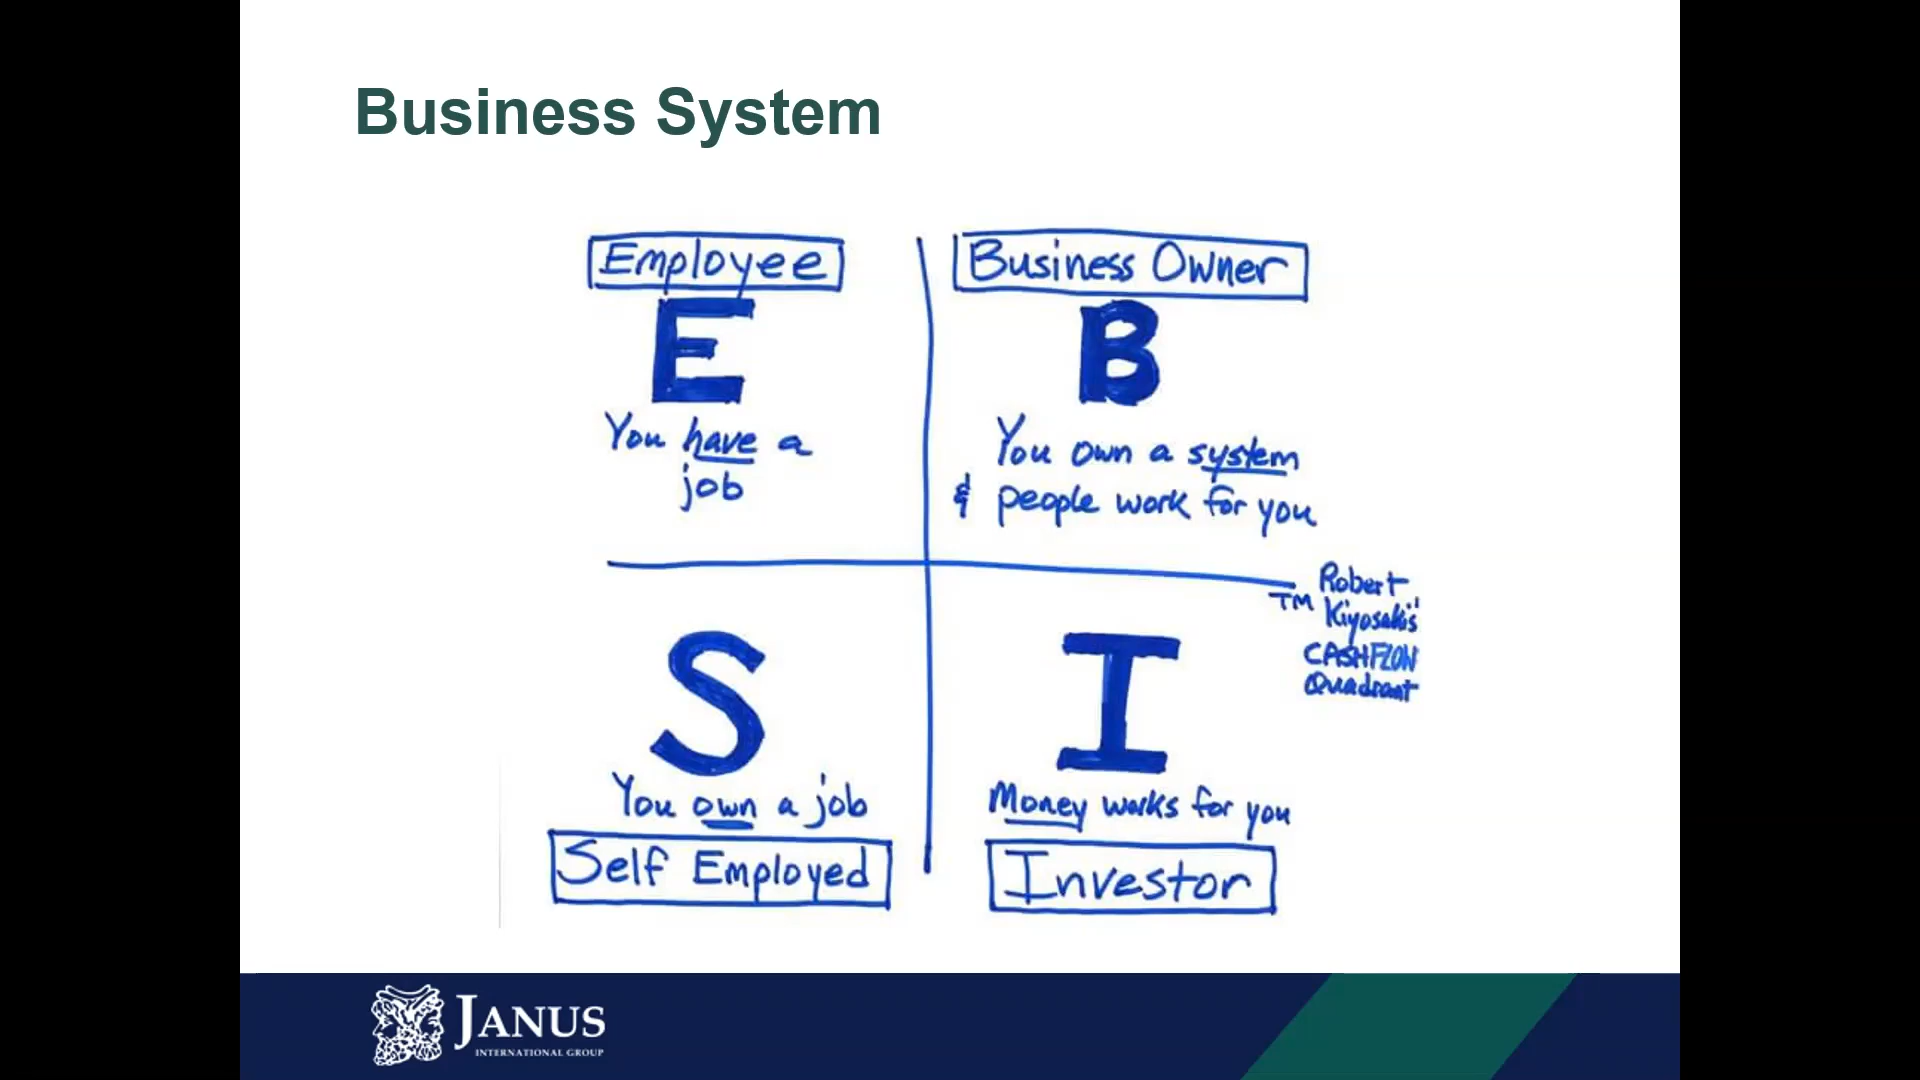 Business System
Employee
E
You have a
job
Business Owner
B
You own a system
& people work for you
S
You own a job
Self Employed
I
Money works for you
Investor
TM Robert
Kiyosaki's
CASHFLOW
Quadrant
JANUS
INTERNATIONAL GROUP